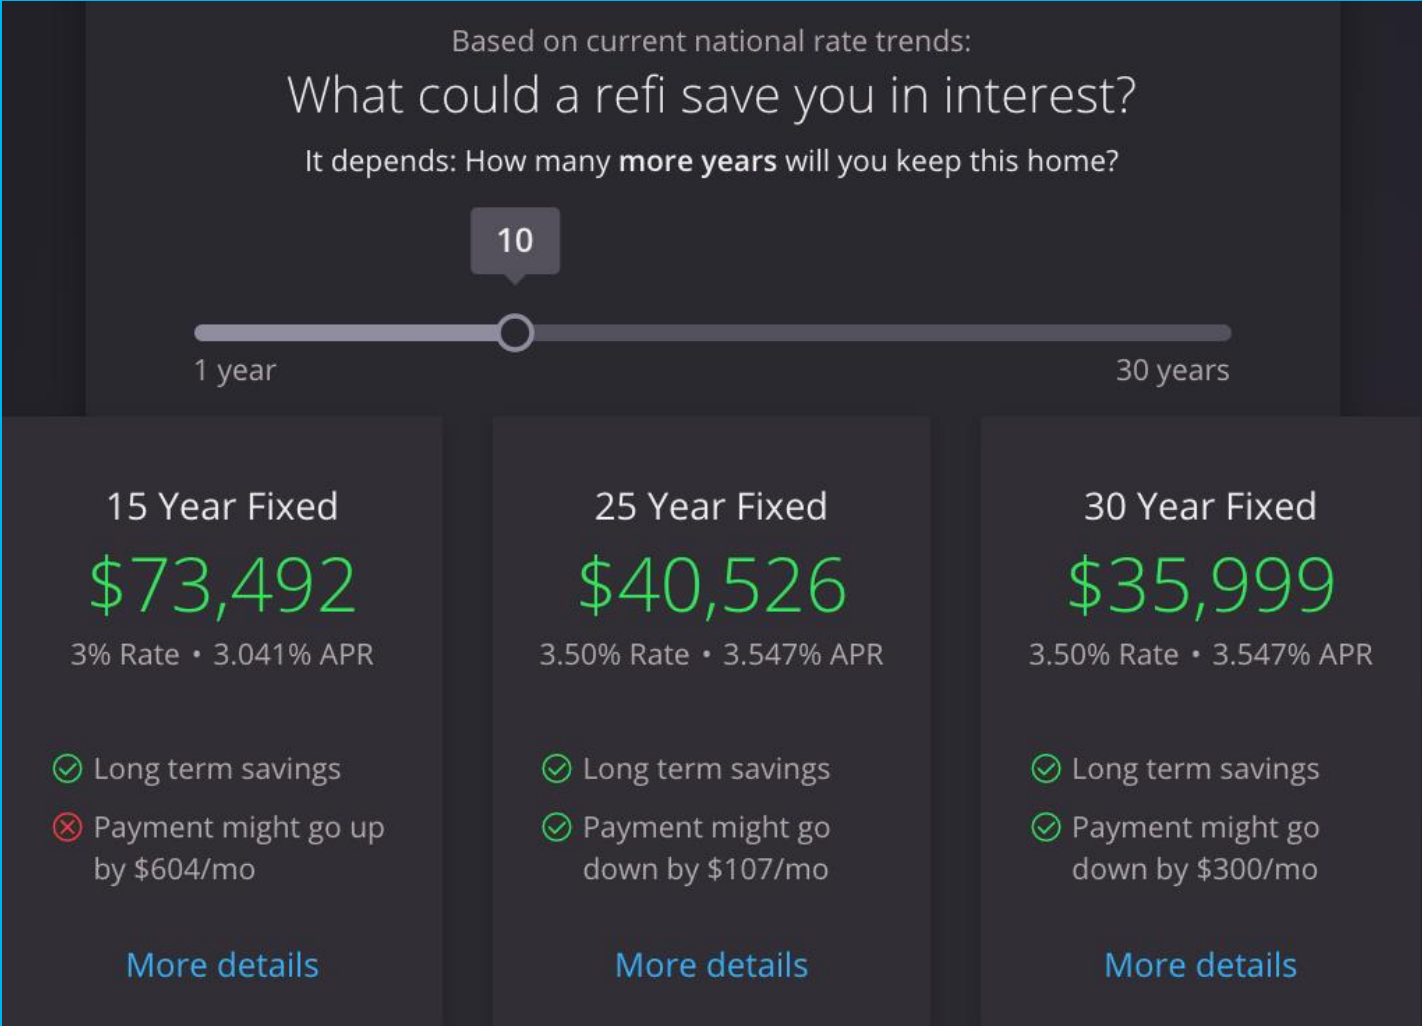 Based on current national rate trends:
What could a refi save you in interest?
It depends: How many more years will you keep this home?
10
1 year
30 years
15 Year Fixed
$73,492
3% Rate • 3.041% APR
Long term savings
Payment might go up
by $604/mo
More details
25 Year Fixed
$40,526
3.50% Rate • 3.547% APR
Long term savings
Payment might go
down by $107/mo
More details
30 Year Fixed
$35,999
3.50% Rate • 3.547% APR
Long term savings
Payment might go
down by $300/mo
More details